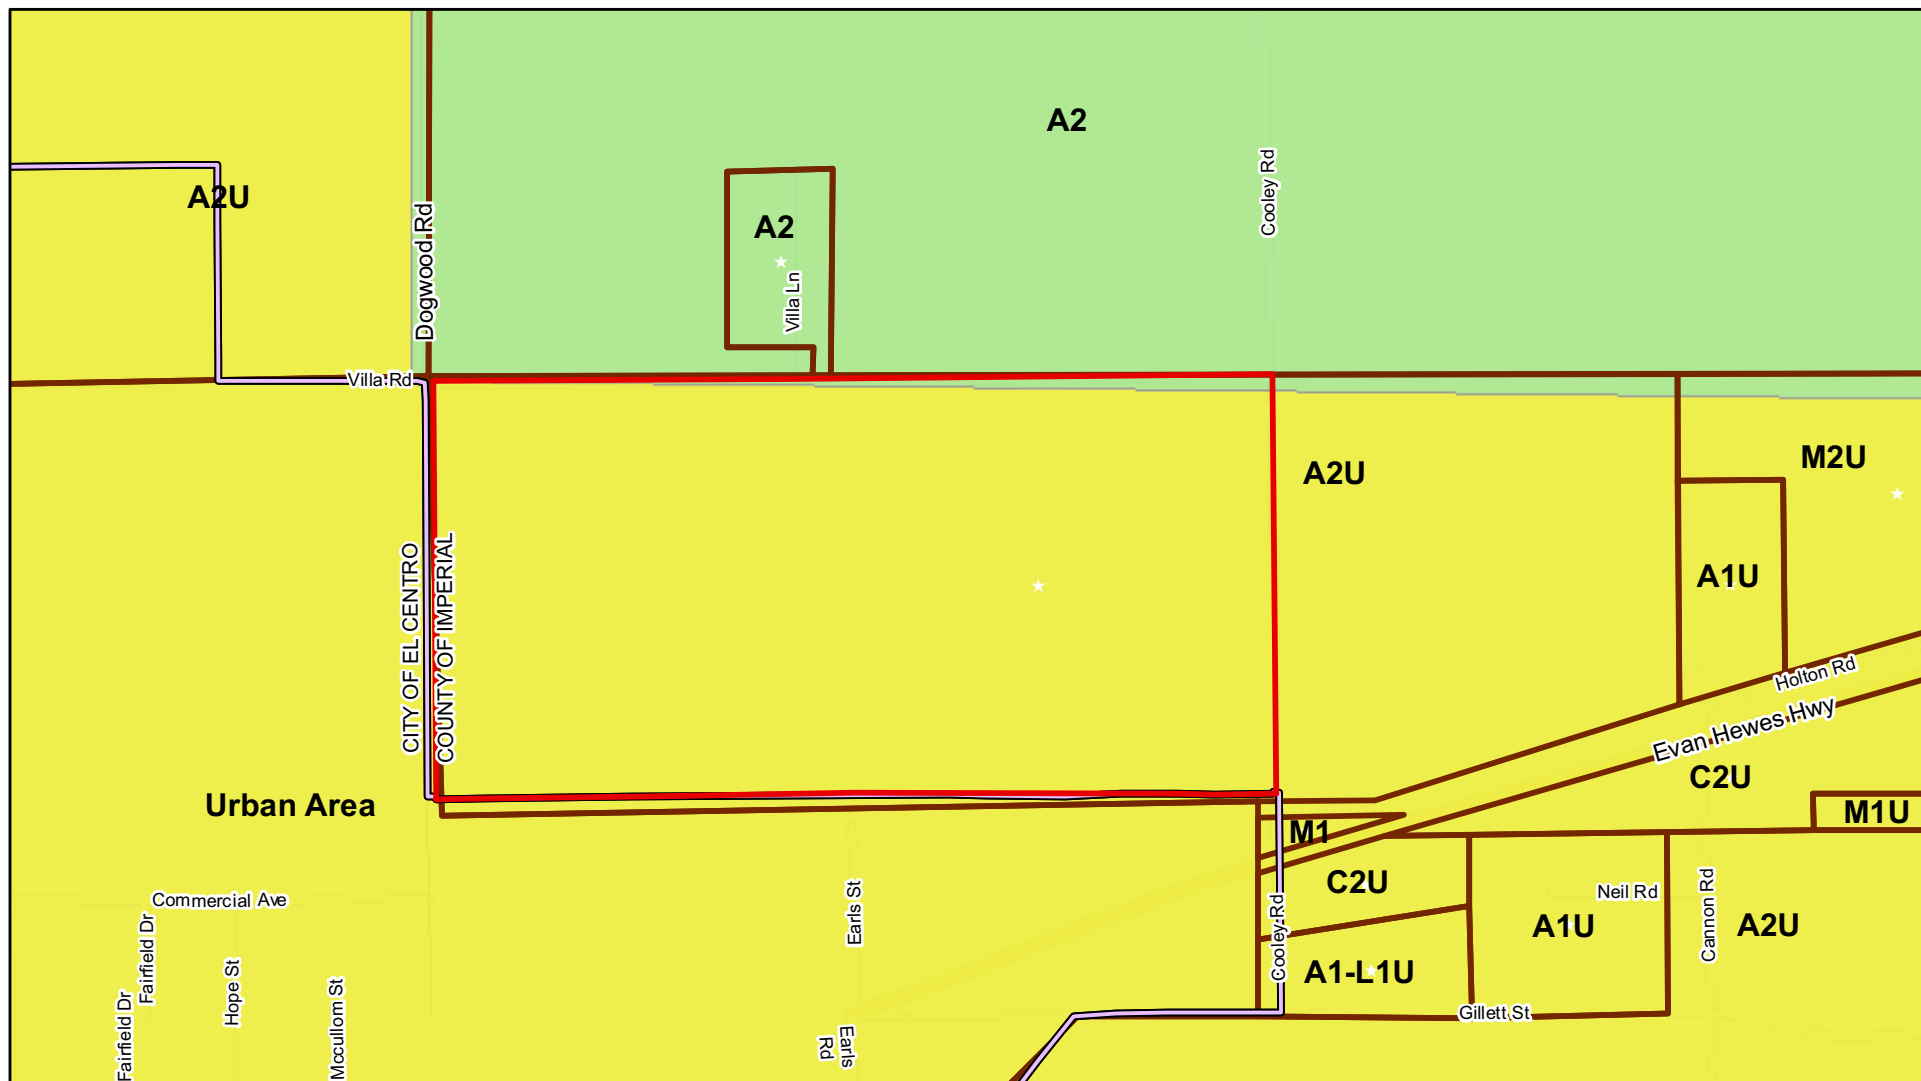 A2
A2U
Dogwood Rd
Cooley Rd
A2
Villa Ln
Villa Rd
A2U
M2U
A1U
CITY OF EL CENTRO
COUNTY OF IMPERIAL
Holton Rd
Evan Hewes Hwy
C2U
Urban Area
M1U
M1
C2U
Neil Rd
Commercial Ave
Fairfield Dr
Earls St
Cooley Rd
A1U
Cannon Rd
A2U
A1-L1U
Hope St
Mccullom St
Fairfield Dr
Gillett St
Earls
Rd